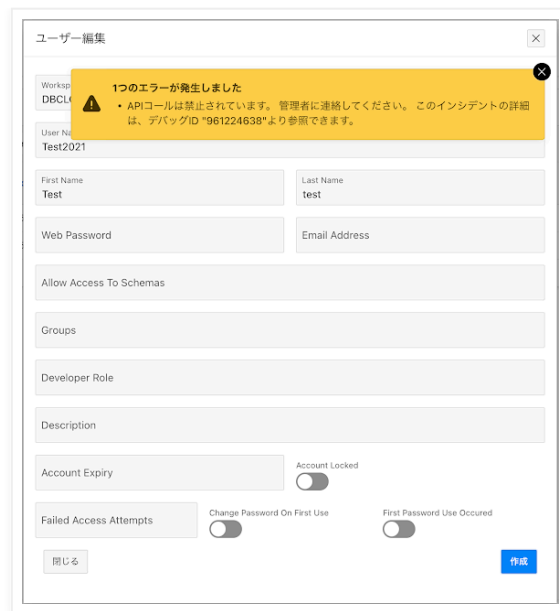 ユーザー編集
1つのエラーが発生しました
• APIコールは禁止されています。 管理者に連絡してください。 このインシデントの詳細
は、デバッグID "961224638"より参照できます。
Test2021
First Name
Test
Last Name
test
Web Password
Email Address
Allow Access To Schemas
Groups
Developer Role
Description
Account Expiry
Account Locked
Failed Access Attempts
Change Password On First Use
First Password Use Occured
閉じる
作成